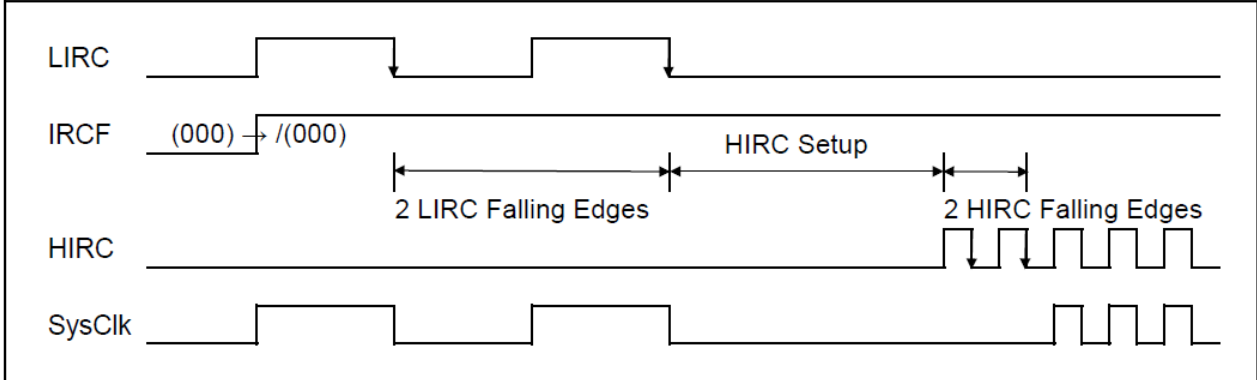 LIRC
IRCF (000) → /(000)
HIRC Setup
2 LIRC Falling Edges 2 HIRC Falling Edges
HIRC
SysClk